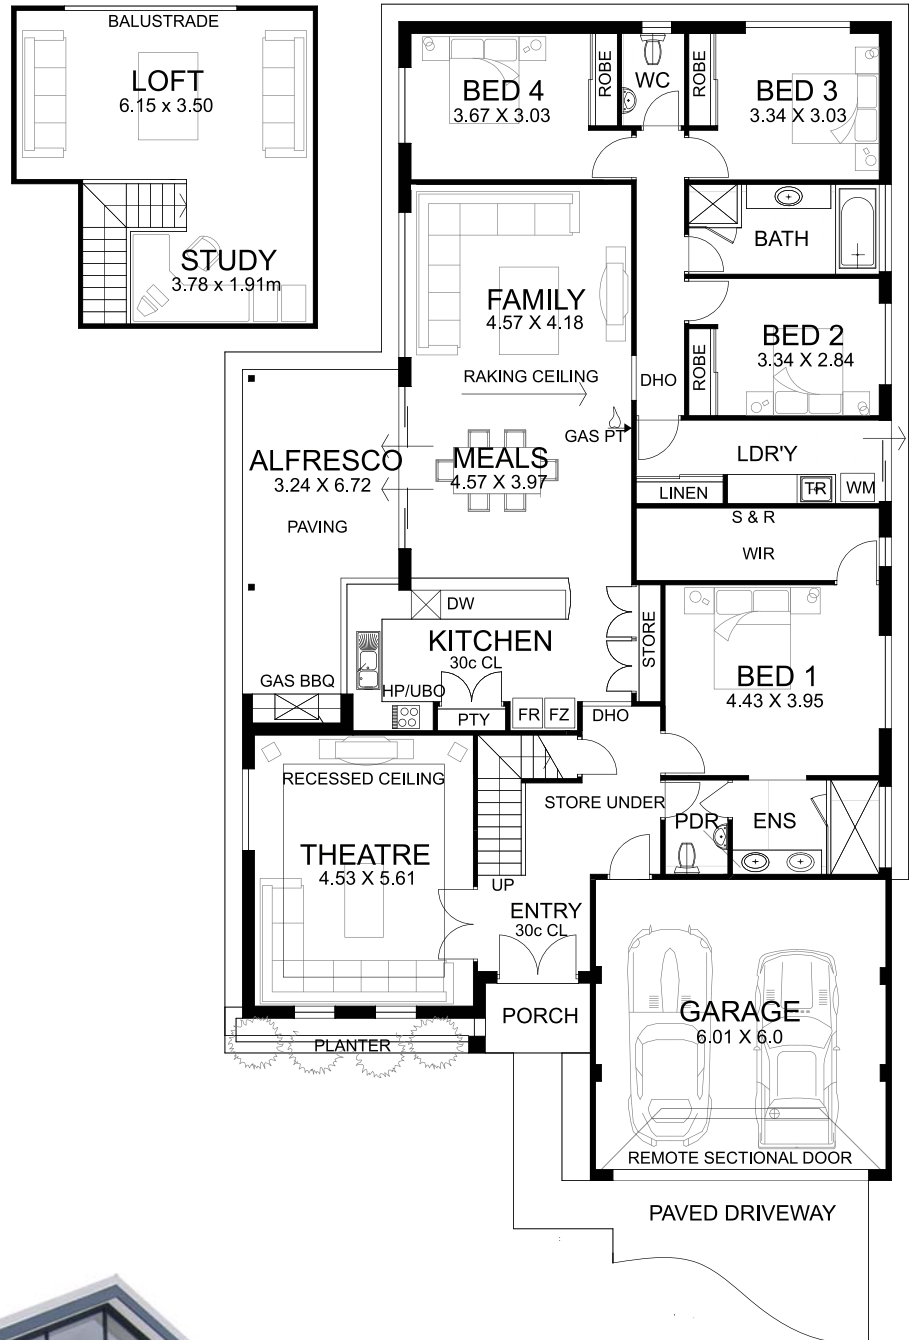 BALUSTRADE
LOFT
6.15 x 3.50
STUDY
3.78 x 1.91m
BED 4
3.67 X 3.03
ROBE
WC
ROBE
BED 3
3.34 X 3.03
BATH
FAMILY
4.57 X 4.18
BED 2
3.34 X 2.84
ROBE
RAKING CEILING
DHO
GAS PT
ALFRESCO
3.24 X 6.72
PAVING
MEALS
4.57 X 3.97
LDR'Y
LINEN
TR
WM
S & R
WIR
DW
KITCHEN
30c CL
STORE
BED 1
4.43 X 3.95
GAS BBQ
HP/UBO
PTY
FR
FZ
DHO
RECESSED CEILING
STORE UNDER
PDR
ENS
THEATRE
4.53 X 5.61
UP
ENTRY
30c CL
PORCH
GARAGE
6.01 X 6.0
PLANTER
REMOTE SECTIONAL DOOR
PAVED DRIVEWAY